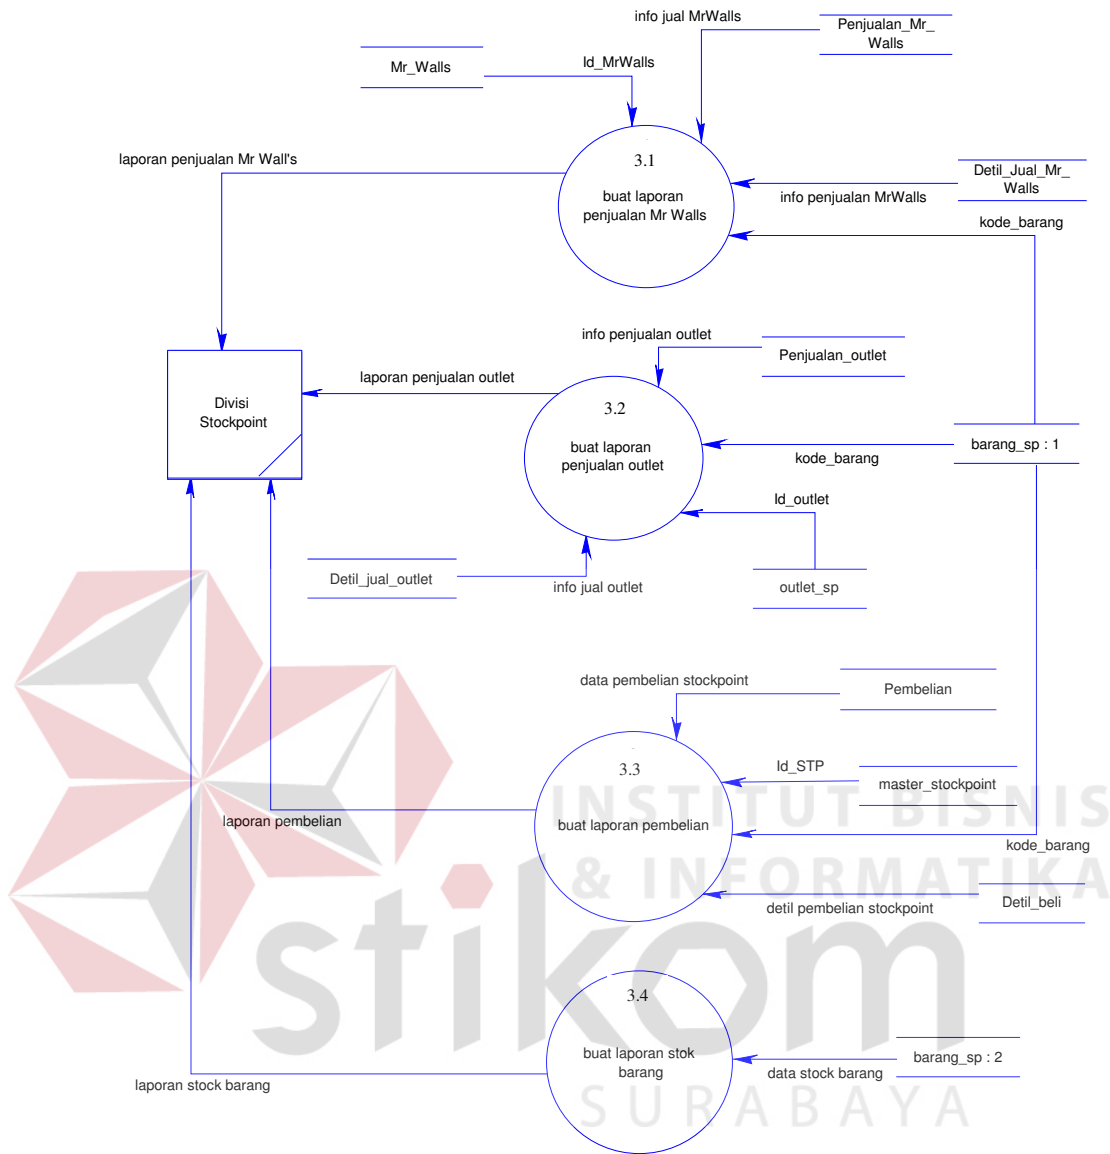 info jual MrWalls
Penjualan_Mr_
Walls
Mr_Walls
Id_MrWalls
3.1
buat laporan
penjualan Mr Walls
laporan penjualan Mr Wall's
Detil_Jual_Mr_
Walls
info penjualan MrWalls
kode_barang
info penjualan outlet
Penjualan_outlet
laporan penjualan outlet
Divisi
Stockpoint
3.2
buat laporan
penjualan outlet
barang_sp : 1
kode_barang
Id_outlet
Detil_jual_outlet
info jual outlet
outlet_sp
data pembelian stockpoint
Pembelian
3.3
buat laporan pembelian
Id_STP
master_stockpoint
laporan pembelian
kode_barang
detil pembelian stockpoint
Detil_beli
3.4
buat laporan stok
barang
barang_sp : 2
data stock barang
laporan stock barang
INSTITUT BISNIS
& INFORMATIKA
stikom
SURABAYA